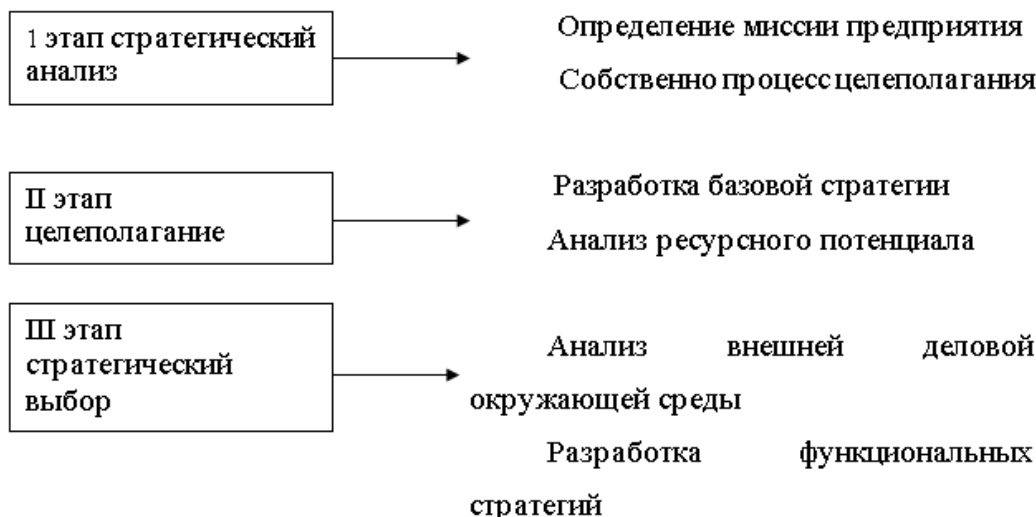 1 этап стратегический
анализ
Определение миссии предприятия
Собственно процесс целеполагания
II этап
целеполагание
Разработка базовой стратегии
Анализ ресурсного потенциала
III этап
стратегический
выбор
Анализ внешней деловой
окружающей среды
Разработка функциональных
стратегий